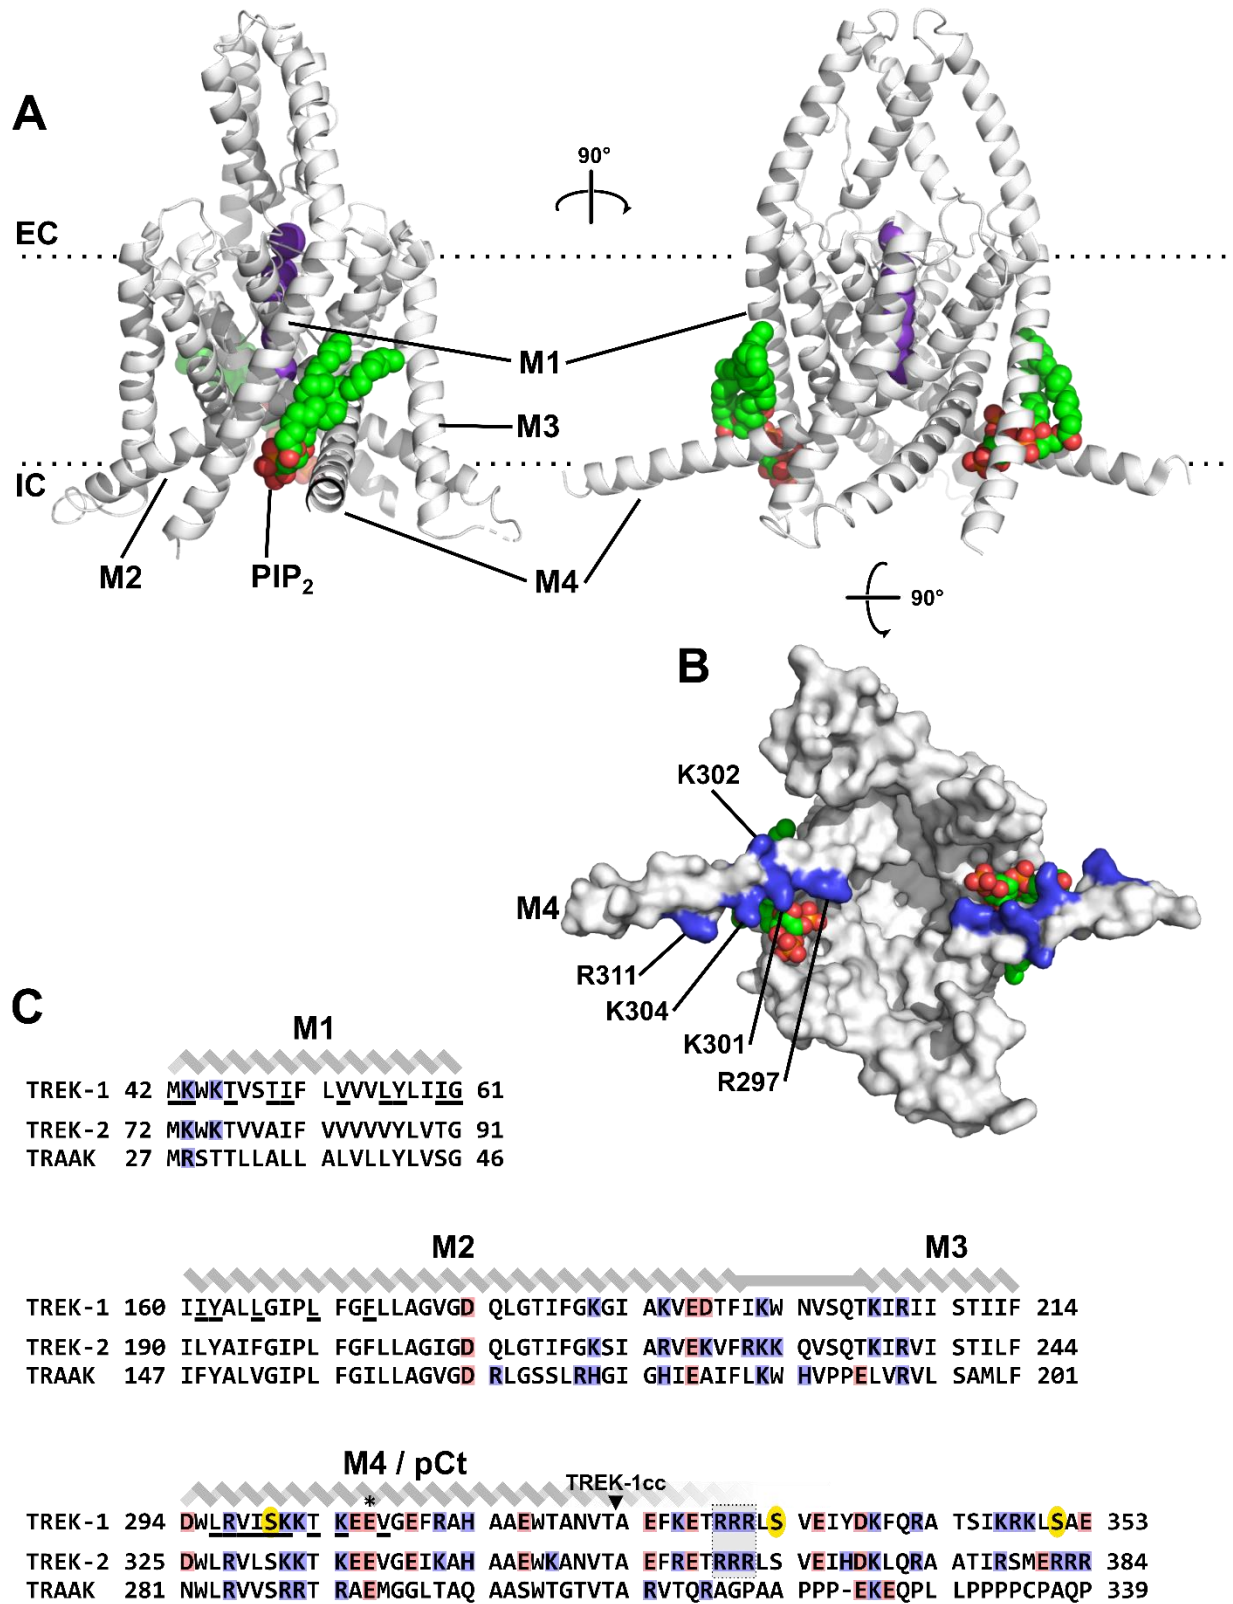 A
90°
EC
M1
M3
IC
M2
PIP2
M4
90°
B
K302
M4
R311
K304
K301
R297
C
M1
TREK-1 42 MKWKTVSTIF LVVVLYLIIG 61
TREK-2 72 MKWKTVVAIF VVVVVYLVTG 91
TRAAK 27 MRSTTLLALL ALVLLYLVSG 46
M2 M3
TREK-1 160 IIYALLGIPL FGFLLAGVGD QLGTIFGKGI AKVEDTFIKW NVSQTKIRII STIIF 214
TREK-2 190 ILYALIFGIPL FGFLLAGIGD QLGTIFGKSI ARVEKVFRKK QVSQTKIRVI STILF 244
TRAAK 147 IFYALVGIPL FGILLAGVGD RLGSSLRHGI GHIEAIFLKW HVPPELVRVL SAMLF 201
M4 / pCt
* TREK-1cc
TREK-1 294 DWLRVISKKT KEEVGEFRAH AAEWTANVTA EFKETRRRLS VEIYDKFQRA TSIKRKLSAE 353
TREK-2 325 DWLRVLSKKT KEEVGEIKAH AAEWKANVTA EFRETRRRLS VEIHDKLQRA ATIRSMERRR 384
TRAAK 281 NWLRVVSRRT RAEMGGLTAQ AASWTGTVTA RVTQRAGPAA PPP-EKEQPL LPPPPCPAQP 339